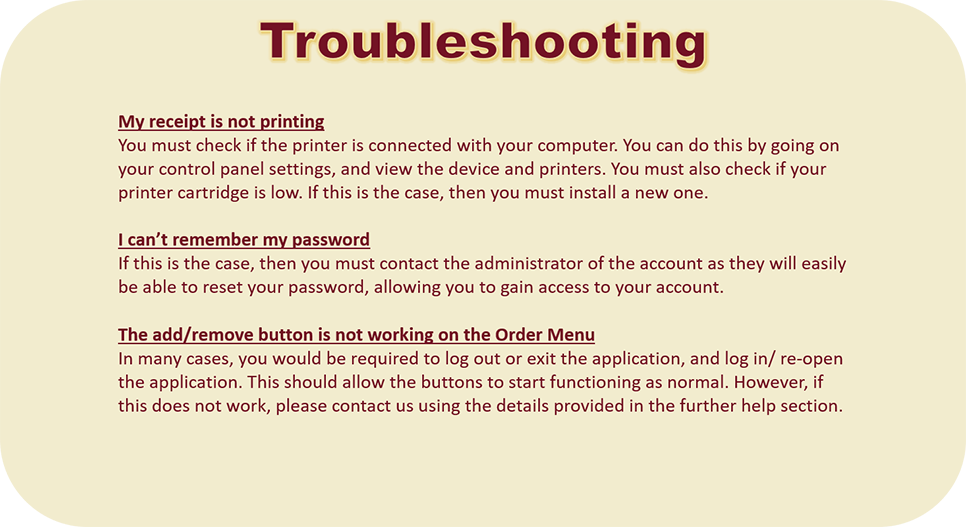 Troubleshooting
My receipt is not printing
You must check if the printer is connected with your computer. You can do this by going on
your control panel settings, and view the device and printers. You must also check if your
printer cartridge is low. If this is the case, then you must install a new one.
I can’t remember my password
If this is the case, then you must contact the administrator of the account as they will easily
be able to reset your password, allowing you to gain access to your account.
The add/remove button is not working on the Order Menu
In many cases, you would be required to log out or exit the application, and log in/ re-open
the application. This should allow the buttons to start functioning as normal. However, if
this does not work, please contact us using the details provided in the further help section.